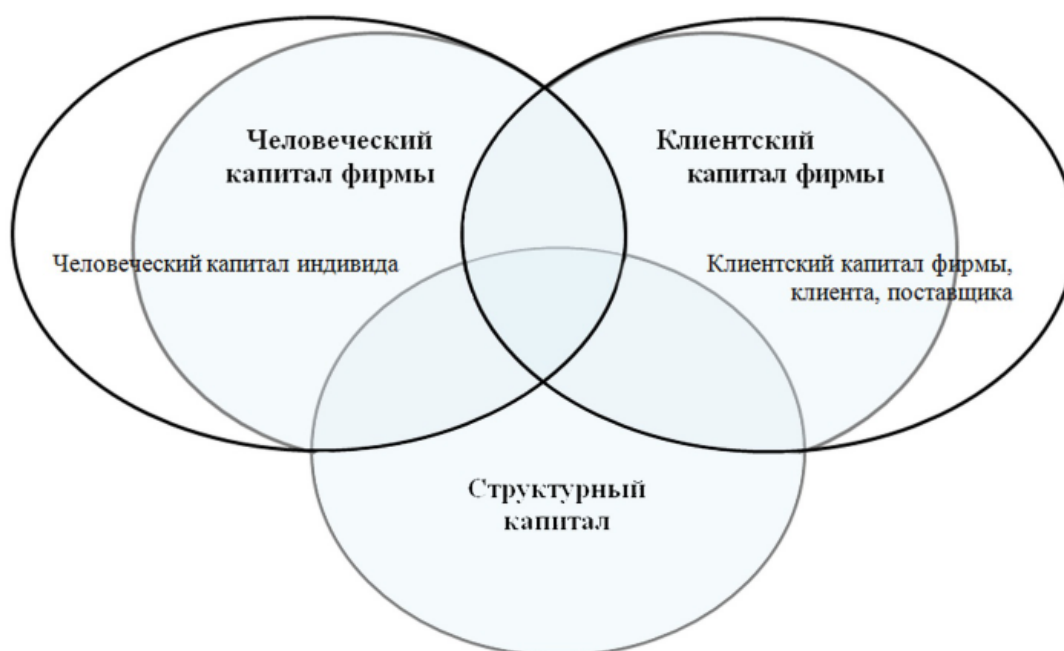 Человеческий
капитал фирмы
Клиентский
капитал фирмы
Человеческий капитал индивида
Клиентский капитал фирмы,
клиента, поставщика
Структурный
капитал